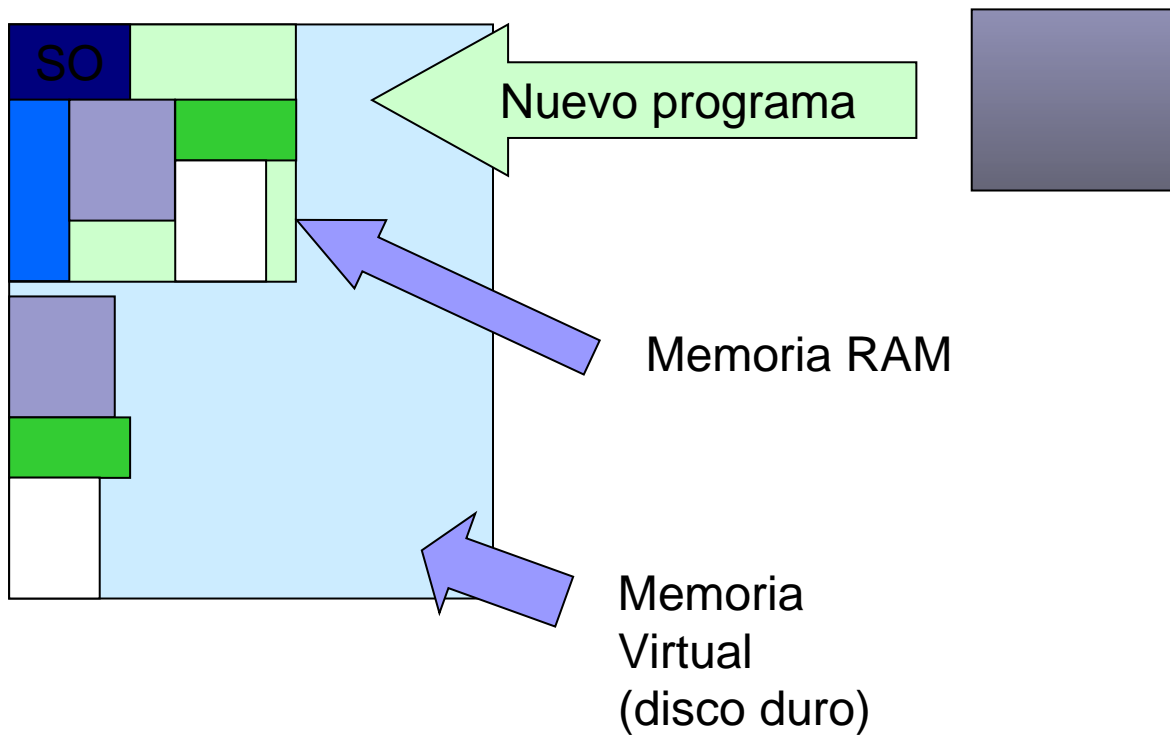 SO
Nuevo programa
Memoria RAM
Memoria
Virtual
(disco duro)